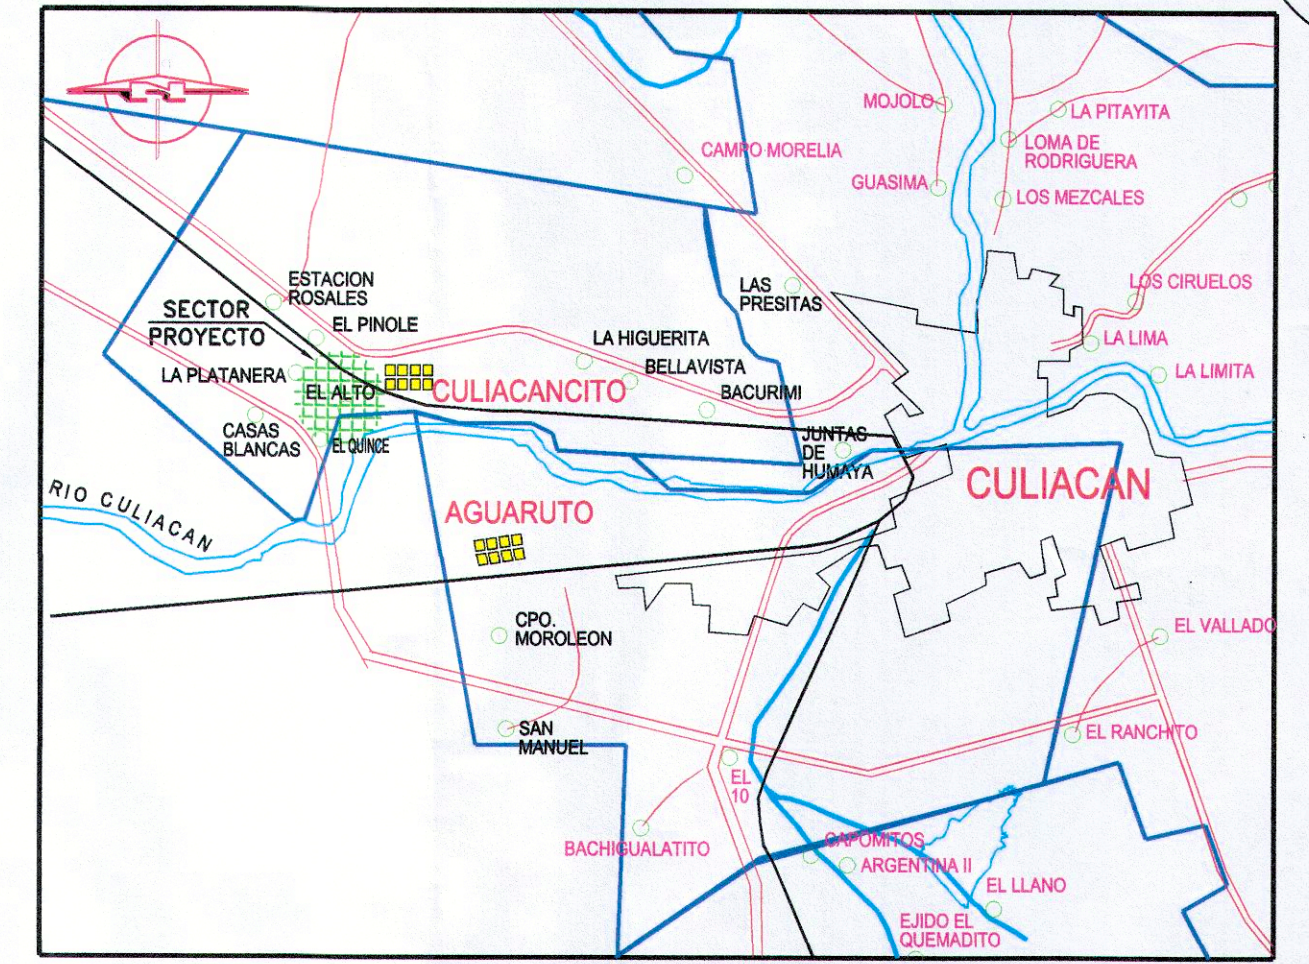 MOJOLO
LA PITAYITA
CAMPO MORELIA
LOMA DE
RODRIGUERA
GUASIMA
LOS MEZCALES
ESTACION
ROSALES
LAS
PRESITAS
LOS CIRUELOS
SECTOR
PROYECTO
EL PINOLE
LA HIGUERITA
LA LIMA
BELLAVISTA
LA PLATANERA
LA LIMITA
EL ALTO
CULIACANCITO
BACURIMI
CASAS
BLANCAS
EL QUINCE
JUNTAS
DE
HUMAYA
CULIACAN
RIO CULIACAN
AGUARUTO
CPO.
MOROLEON
EL VALLADO
SAN
MANUEL
EL RANCHITO
EL
10
BACHIGUALATITO
CAPOMITOS
ARGENTINA II
EL LLANO
EJIDO EL
QUEMADITO